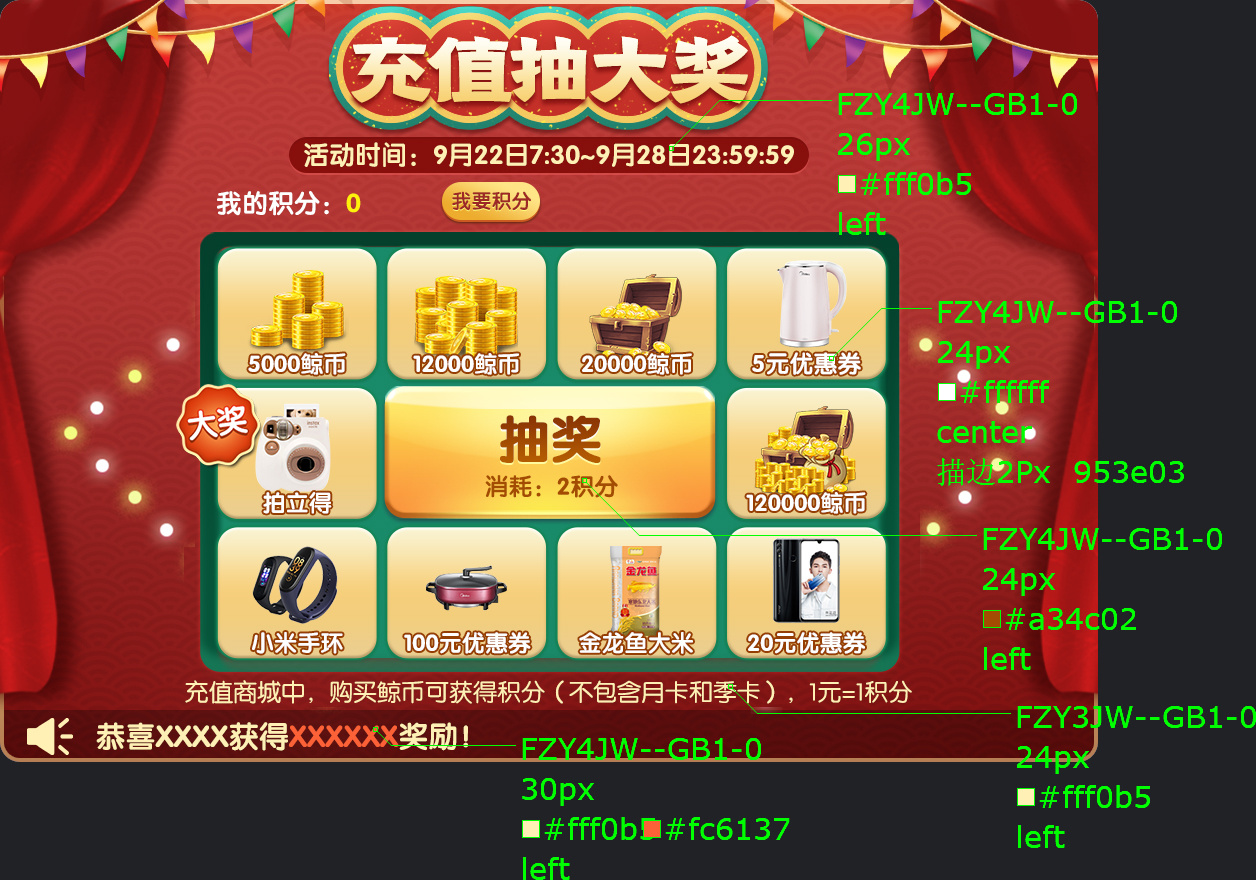 充值抽大奖
FZY4JW--GB1-0
26px
#fff0b5
left
活动时间：9月22日7:30~9月28日23:59:59
我的积分：0
我要积分
5000鲸币
12000鲸币
20000鲸币
5元优惠券
FZY4JW--GB1-0
24px
#ffffff
center
描边2Px 953e03
大奖
拍立得
抽奖
消耗：2积分
120000鲸币
FZY4JW--GB1-0
24px
#a34c02
left
金龙鱼
小米手环
100元优惠券
金龙鱼大米
20元优惠券
充值商城中，购买鲸币可获得积分（不包含月卡和季卡），1元=1积分
FZY3JW--GB1-0
24px
#fff0b5
left
恭喜XXXX获得XXXXXX奖励！
FZY4JW--GB1-0
30px
#fff0b5 #fc6137
left